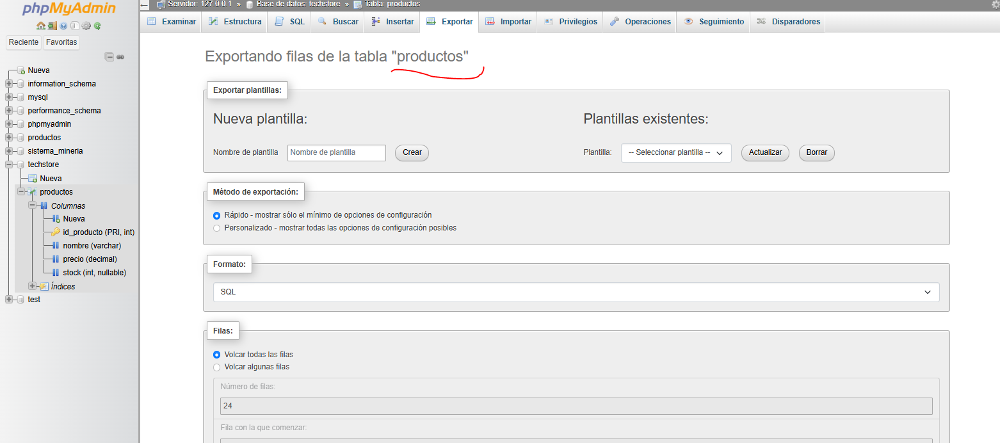 phpMyAdmin
Reciente Favoritas
Nueva
information_schema
mysql
performance_schema
phpmyadmin
productos
sistema_mineria
techstore
Nueva
productos
Columnas
Nueva
id_producto (PRI, int)
nombre (varchar)
precio (decimal)
stock (int, nullable)
Índices
test
Servidor: 127.0.0.1 » Base de datos: techstore » Tabla: productos
Examinar Estructura SQL Buscar Insertar Exportar Importar Privilegios Operaciones Seguimiento Disparadores
Exportando filas de la tabla "productos"
Exportar plantillas:
Nueva plantilla:
Nombre de plantilla Nombre de plantilla Crear
Plantillas existentes:
Plantilla: -- Seleccionar plantilla -- Actualizar Borrar
Método de exportación:
Rápido - mostrar sólo el mínimo de opciones de configuración
Personalizado - mostrar todas las opciones de configuración posibles
Formato:
SQL
Filas:
Volcar todas las filas
Volcar algunas filas
Número de filas:
24
Fila con la que comenzar: